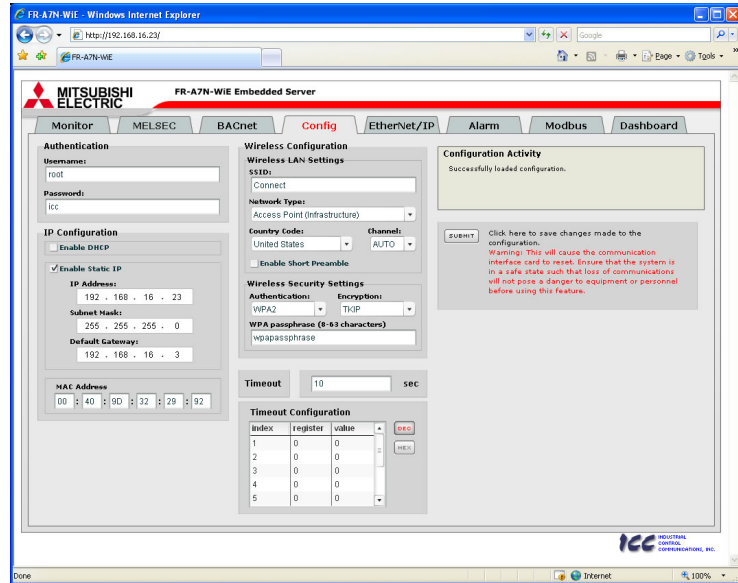 FR-A7N-WiE - Windows Internet Explorer
http://192.168.16.23/
Google
FR-A7N-WiE
Page
Tools
MITSUBISHI
ELECTRIC
FR-A7N-WiE Embedded Server
Monitor
MELSEC
BACnet
Config
EtherNet/IP
Alarm
Modbus
Dashboard
Authentication
Username:
root
Password:
icc
IP Configuration
Enable DHCP
Enable Static IP
IP Address:
192 . 168 . 16 . 23
Subnet Mask:
255 . 255 . 255 . 0
Default Gateway:
192 . 168 . 16 . 3
MAC Address
00 : 40 : 9D : 32 : 29 : 92
Wireless Configuration
Wireless LAN Settings
SSID:
Connect
Network Type:
Access Point (Infrastructure)
Country Code: Channel:
United States AUTO
Enable Short Preamble
Wireless Security Settings
Authentication: Encryption:
WPA2 TKIP
WPA passphrase (8-63 characters)
wpapassphrase
Timeout 10 sec
Timeout Configuration
index register value
1 0 0
2 0 0
3 0 0
4 0 0
5 0 0
DEC
HEX
Configuration Activity
Successfully loaded configuration.
SUBMIT
Click here to save changes made to the
configuration.
Warning: This will cause the communication
interface card to reset. Ensure that the system is
in a safe state such that loss of communications
will not pose a danger to equipment or personnel
before using this feature.
ICC INDUSTRIAL
CONTROL
COMMUNICATIONS, INC.
Done
Internet
100%